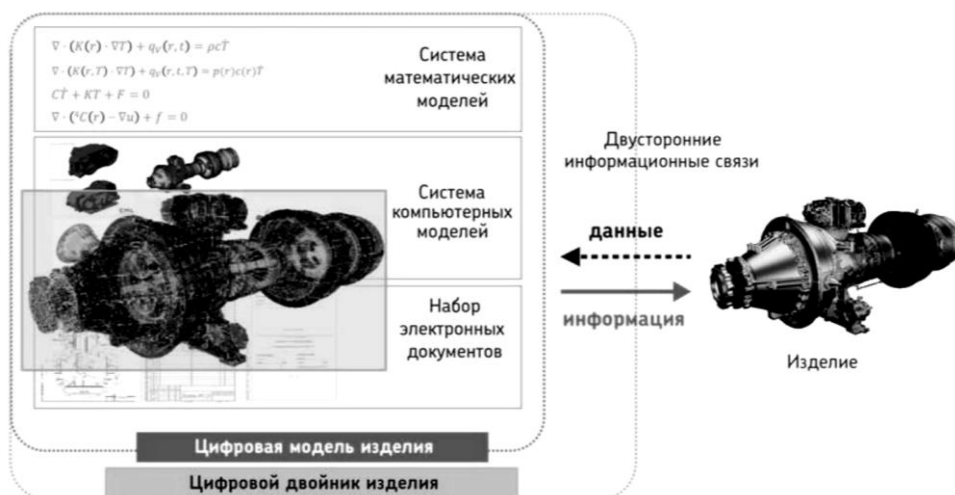 ∇ · (K(r) · ∇T) + q_V(r, t) = ρcṪ
∇ · (K(r, T) · ∇T) + q_V(r, t, T) = p(r)c(r)Ṫ
CṪ + KT + F = 0
∇ · (⁴C(r) − ∇u) + f = 0
Система
математических
моделей
Система
компьютерных
моделей
Набор
электронных
документов
Двусторонние
информационные связи
данные
информация
Изделие
Цифровая модель изделия
Цифровой двойник изделия